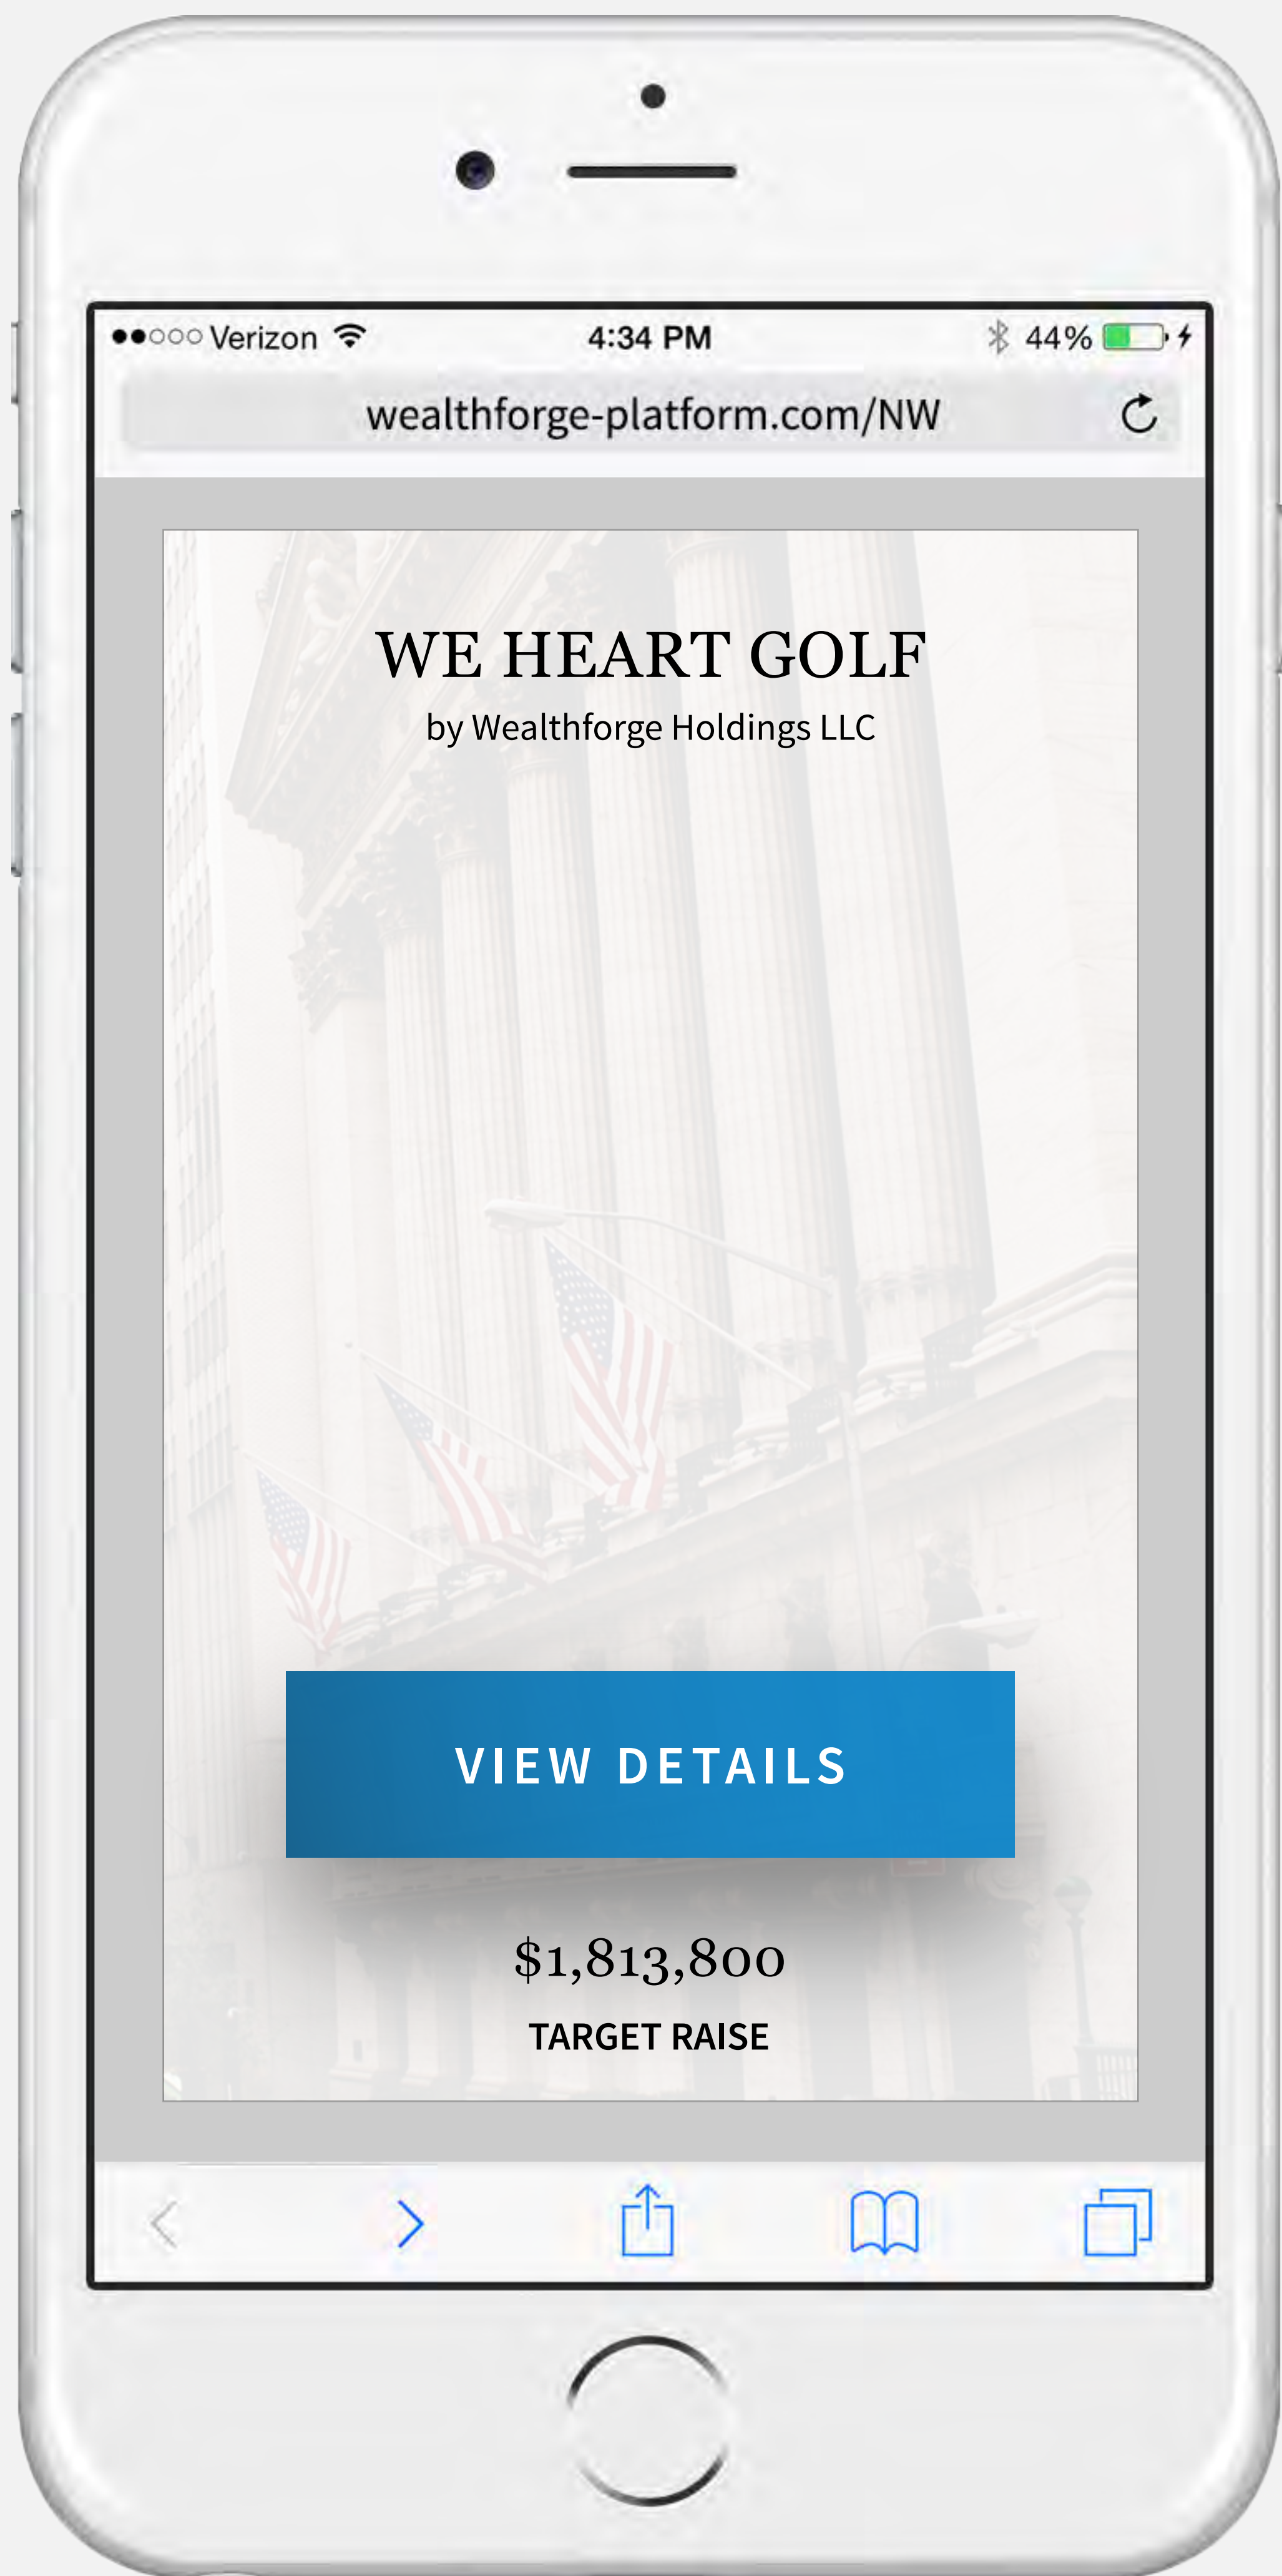 Verizon 4:34 PM 44%
wealthforge-platform.com/NW
WE HEART GOLF
by Wealthforge Holdings LLC
VIEW DETAILS
$1,813,800
TARGET RAISE